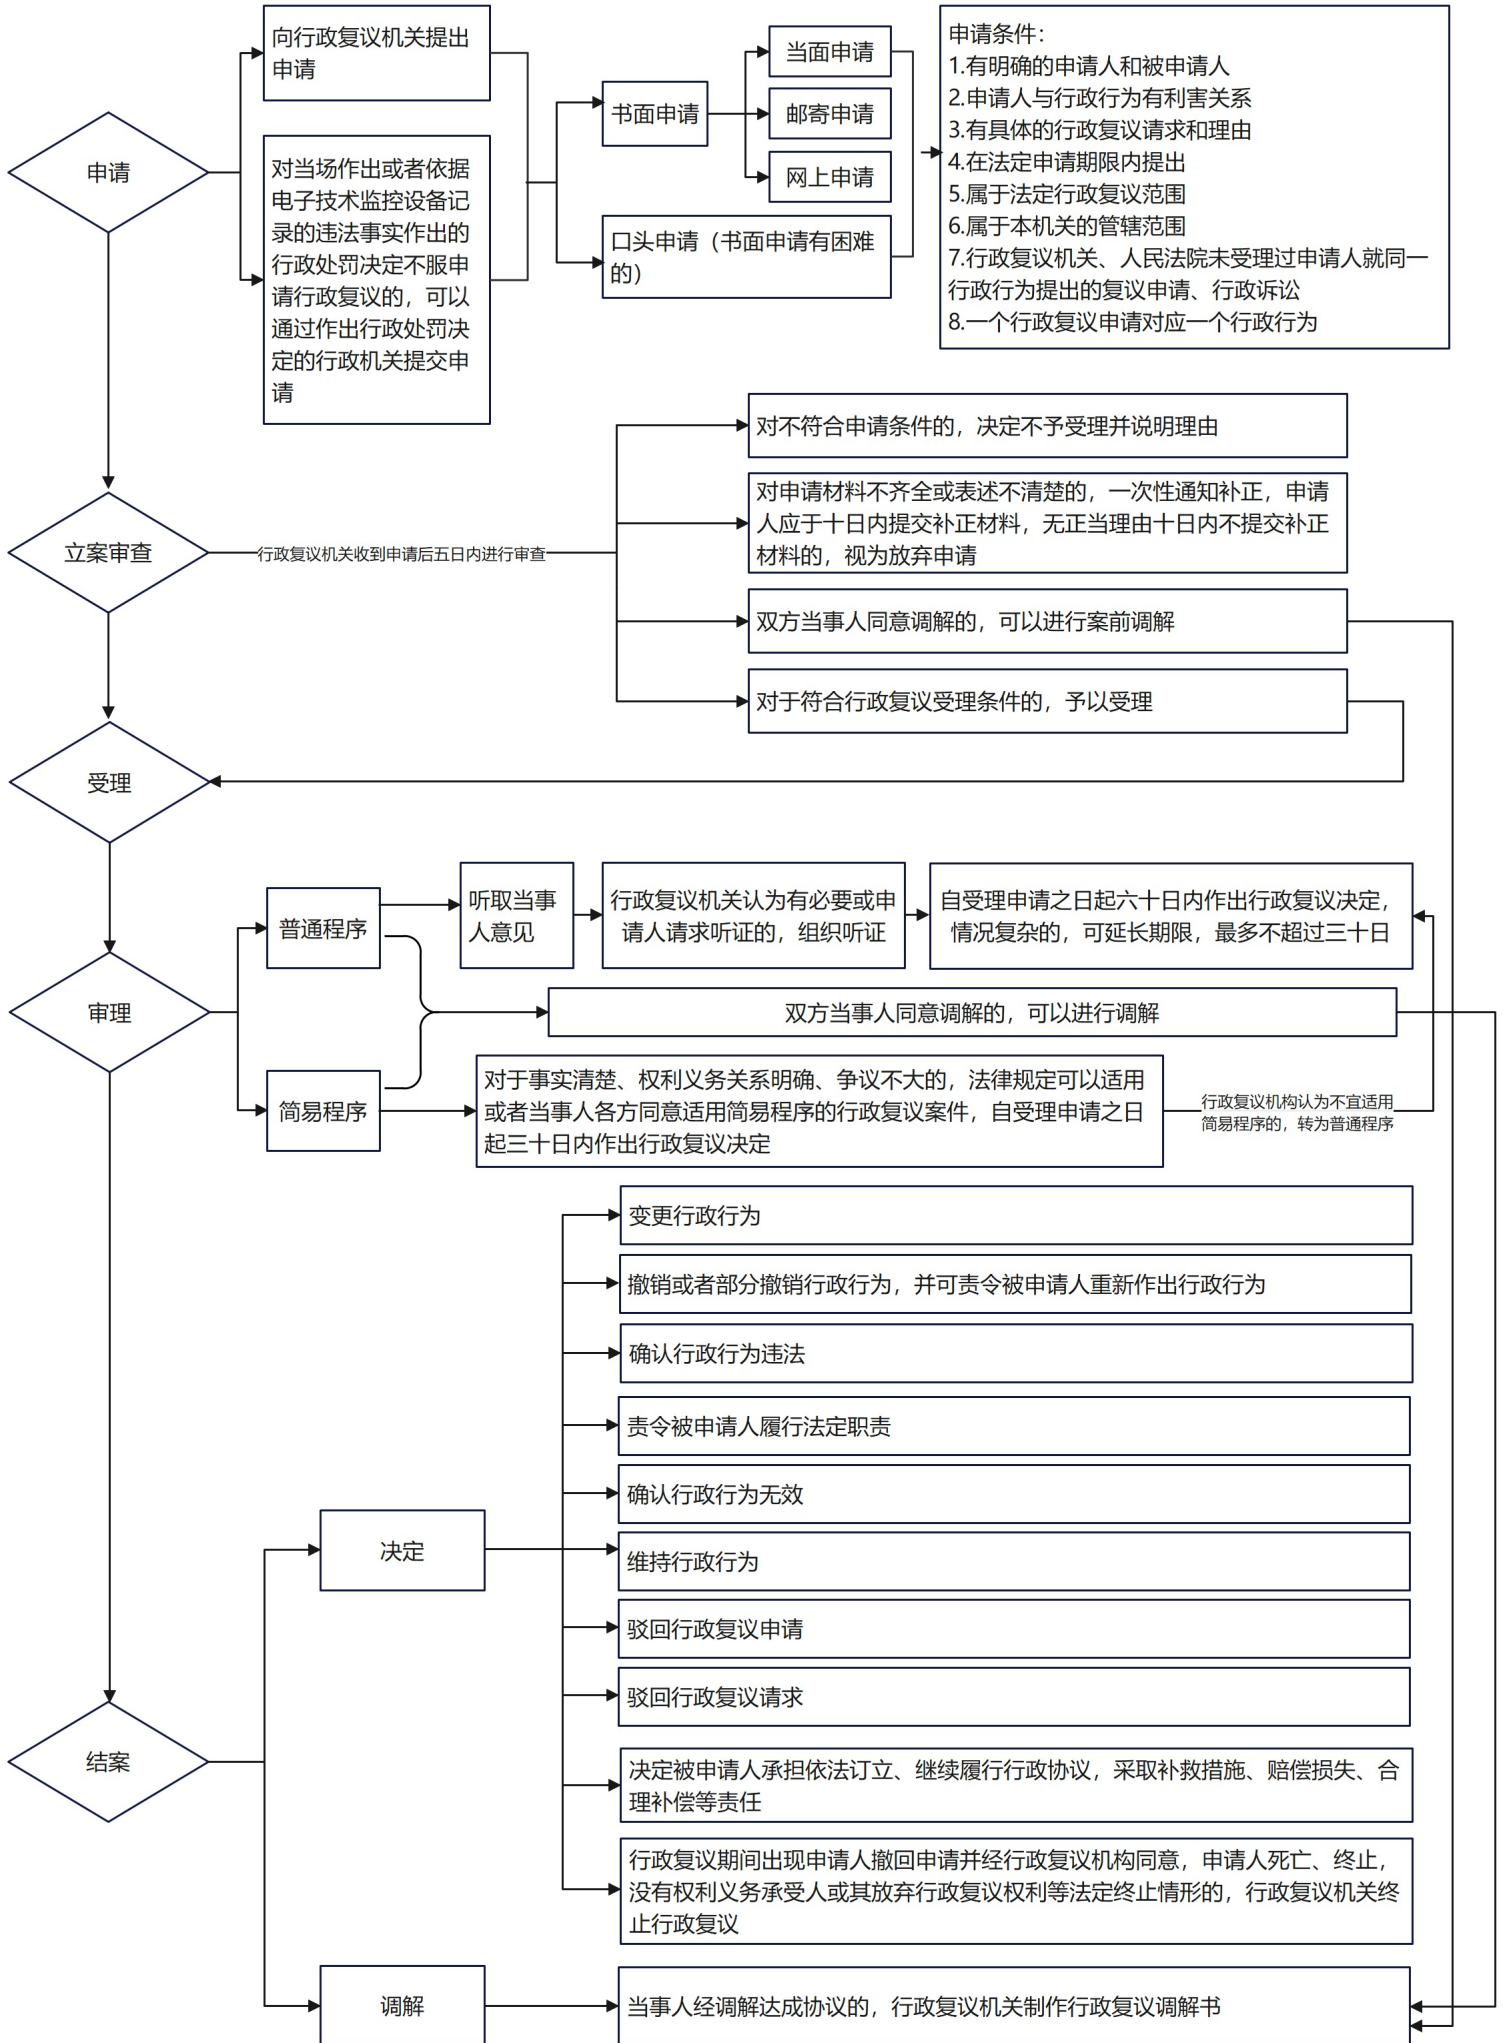 申请
向行政复议机关提出
申请
对当场作出或者依据
电子技术监控设备记
录的违法事实作出的
行政处罚决定不服申
请行政复议的，可以
通过作出行政处罚决
定的行政机关提交申
请
书面申请
当面申请
邮寄申请
网上申请
口头申请（书面申请有困难
的）
申请条件：
1.有明确的申请人和被申请人
2.申请人与行政行为有利害关系
3.有具体的行政复议请求和理由
4.在法定申请期限内提出
5.属于法定行政复议范围
6.属于本机关的管辖范围
7.行政复议机关、人民法院未受理过申请人就同一
行政行为提出的复议申请、行政诉讼
8.一个行政复议申请对应一个行政行为
立案审查
行政复议机关收到申请后五日内进行审查
对不符合申请条件的，决定不予受理并说明理由
对申请材料不齐全或表述不清楚的，一次性通知补正，申请
人应于十日内提交补正材料，无正当理由十日内不提交补正
材料的，视为放弃申请
双方当事人同意调解的，可以进行案前调解
对于符合行政复议受理条件的，予以受理
受理
审理
普通程序
听取当事
人意见
行政复议机关认为有必要或申
请人请求听证的，组织听证
自受理申请之日起六十日内作出行政复议决定，
情况复杂的，可延长期限，最多不超过三十日
双方当事人同意调解的，可以进行调解
简易程序
对于事实清楚、权利义务关系明确、争议不大的，法律规定可以适用
或者当事人各方同意适用简易程序的行政复议案件，自受理申请之日
起三十日内作出行政复议决定
行政复议机构认为不宜适用
简易程序的，转为普通程序
结案
决定
变更行政行为
撤销或者部分撤销行政行为，并可责令被申请人重新作出行政行为
确认行政行为违法
责令被申请人履行法定职责
确认行政行为无效
维持行政行为
驳回行政复议申请
驳回行政复议请求
决定被申请人承担依法订立、继续履行行政协议，采取补救措施、赔偿损失、合
理补偿等责任
行政复议期间出现申请人撤回申请并经行政复议机构同意，申请人死亡、终止，
没有权利义务承受人或其放弃行政复议权利等法定终止情形的，行政复议机关终
止行政复议
调解
当事人经调解达成协议的，行政复议机关制作行政复议调解书